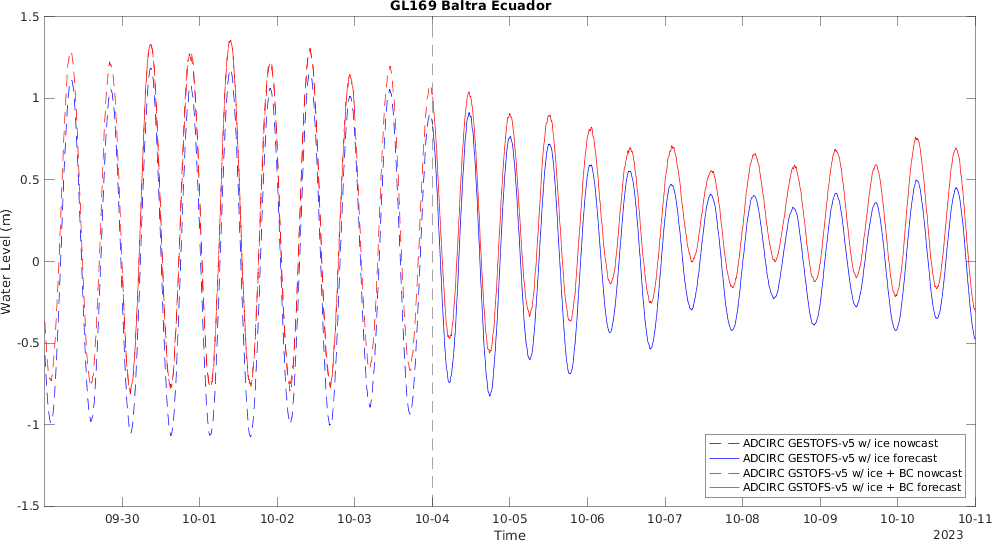 GL169 Baltra Ecuador
1.5
1
0.5
0
-0.5
-1
-1.5
Water Level (m)
09-30 10-01 10-02 10-03 10-04 10-05 10-06 10-07 10-08 10-09 10-10 10-11
Time
2023
ADCIRC GESTOFS-v5 w/ ice nowcast
ADCIRC GESTOFS-v5 w/ ice forecast
ADCIRC GSTOFS-v5 w/ ice + BC nowcast
ADCIRC GSTOFS-v5 w/ ice + BC forecast